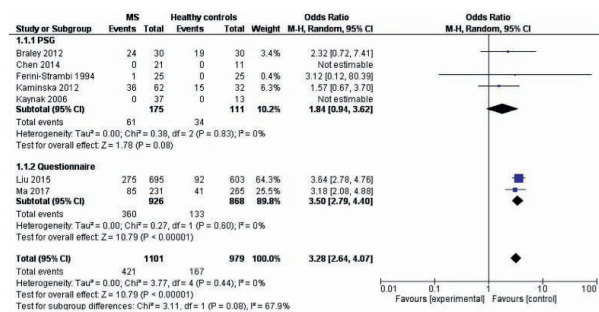 MS Healthy controls Odds Ratio Odds Ratio
Study or Subgroup Events Total Events Total Weight M-H, Random, 95% CI M-H, Random, 95% CI
1.1.1 PSG
Braley 2012 24 30 19 30 3.4% 2.32 [0.72, 7.41]
Chen 2014 0 21 0 11 Not estimable
Ferini-Strambi 1994 1 25 0 25 3.12 [0.12, 80.39]
Kaminska 2012 36 62 15 32 1.57 [0.67, 3.70]
Kaynak 2006 0 37 0 13 Not estimable
Subtotal (95% CI) 175 111 10.2% 1.84 [0.94, 3.62]
Total events 61 34
Heterogeneity: Tau² = 0.00; Chi² = 0.38, df = 2 (P = 0.83); I² = 0%
Test for overall effect: Z = 1.78 (P = 0.08)
1.1.2 Questionnaire
Liu 2015 275 695 92 603 64.3% 3.64 [2.78, 4.76]
Ma 2017 85 231 41 265 25.5% 3.18 [2.08, 4.88]
Subtotal (95% CI) 926 868 89.8% 3.50 [2.79, 4.40]
Total events 360 133
Heterogeneity: Tau² = 0.00; Chi² = 0.27, df = 1 (P = 0.60); I² = 0%
Test for overall effect: Z = 10.79 (P < 0.00001)
Total (95% CI) 1101 979 100.0% 3.28 [2.64, 4.07]
Total events 421 167
Heterogeneity: Tau² = 0.00; Chi² = 3.77, df = 4 (P = 0.44); I² = 0%
Test for overall effect: Z = 10.79 (P < 0.00001)
Test for subgroup differences: Chi² = 3.11, df = 1 (P = 0.08), I² = 67.9%
0.01 0.1 1 10 100
Favours [experimental] Favours [control]